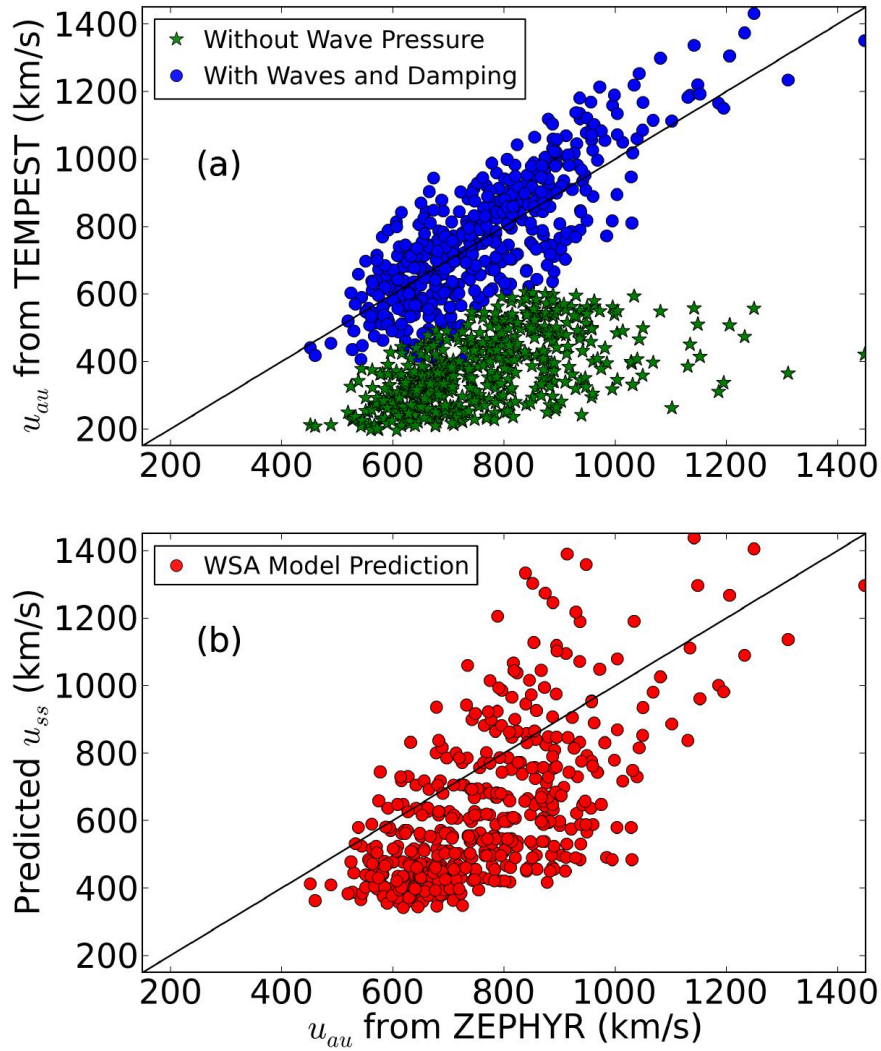 1400
1200
1000
800
600
400
200
u_au from TEMPEST (km/s)
Without Wave Pressure
With Waves and Damping
(a)
200 400 600 800 1000 1200 1400
1400
1200
1000
800
600
400
200
Predicted u_ss (km/s)
WSA Model Prediction
(b)
200 400 600 800 1000 1200 1400
u_au from ZEPHYR (km/s)